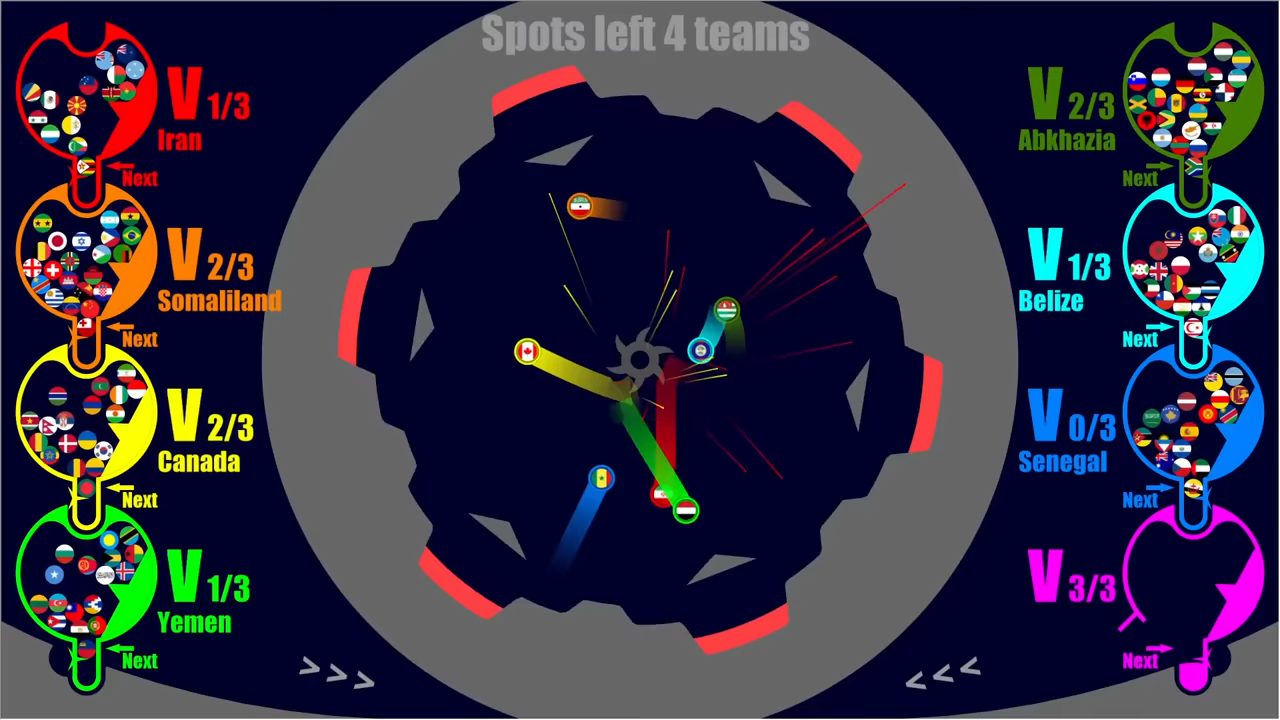 Spots left 4 teams
V 1/3
Iran
Next
V 2/3
Somaliland
Next
V 2/3
Canada
Next
V 1/3
Yemen
Next
V 2/3
Abkhazia
Next
V 1/3
Belize
Next
V 0/3
Senegal
Next
V 3/3
Next